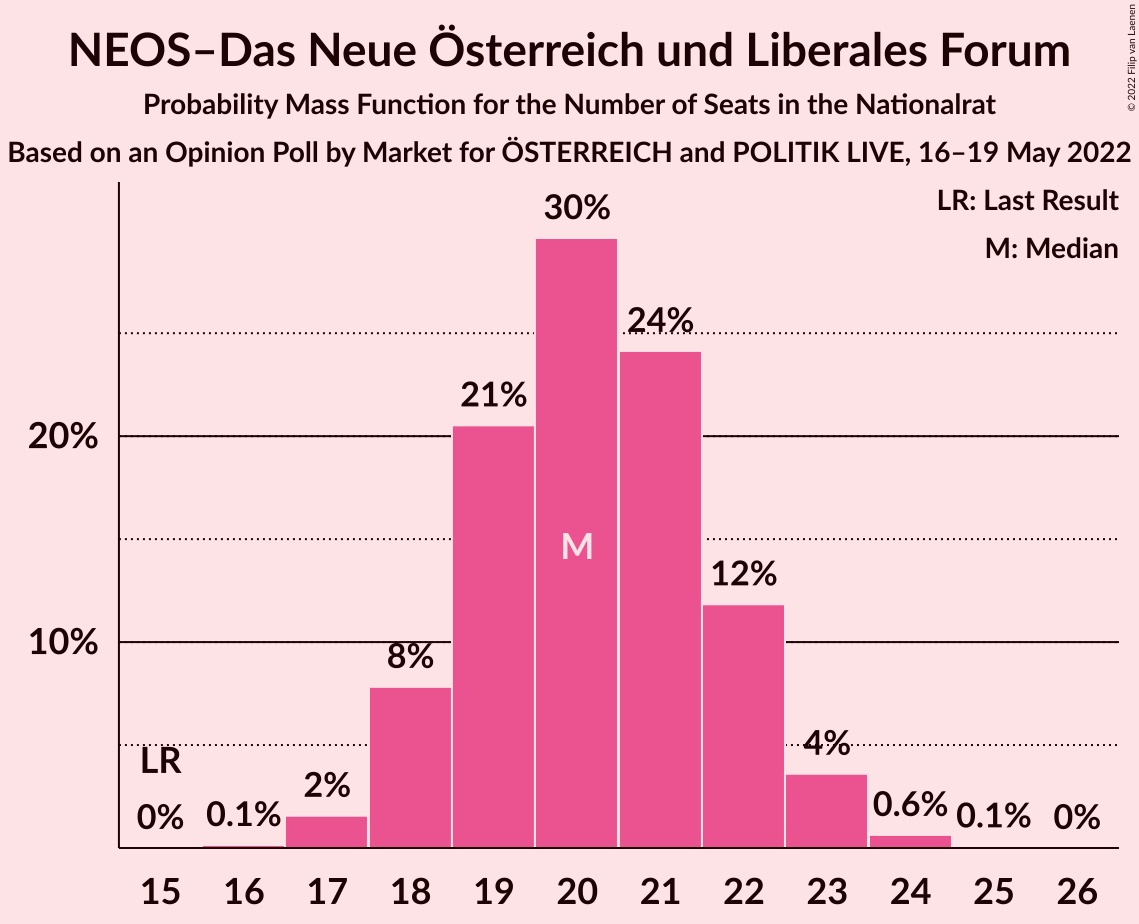 NEOS–Das Neue Österreich und Liberales Forum
Probability Mass Function for the Number of Seats in the Nationalrat
Based on an Opinion Poll by Market for ÖSTERREICH and POLITIK LIVE, 16–19 May 2022
© 2022 Filip van Laenen
LR: Last Result
M: Median
30%
24%
21%
20%
M
12%
10%
8%
4%
LR
2%
0%
0.1%
0.6%
0.1%
0%
15 16 17 18 19 20 21 22 23 24 25 26